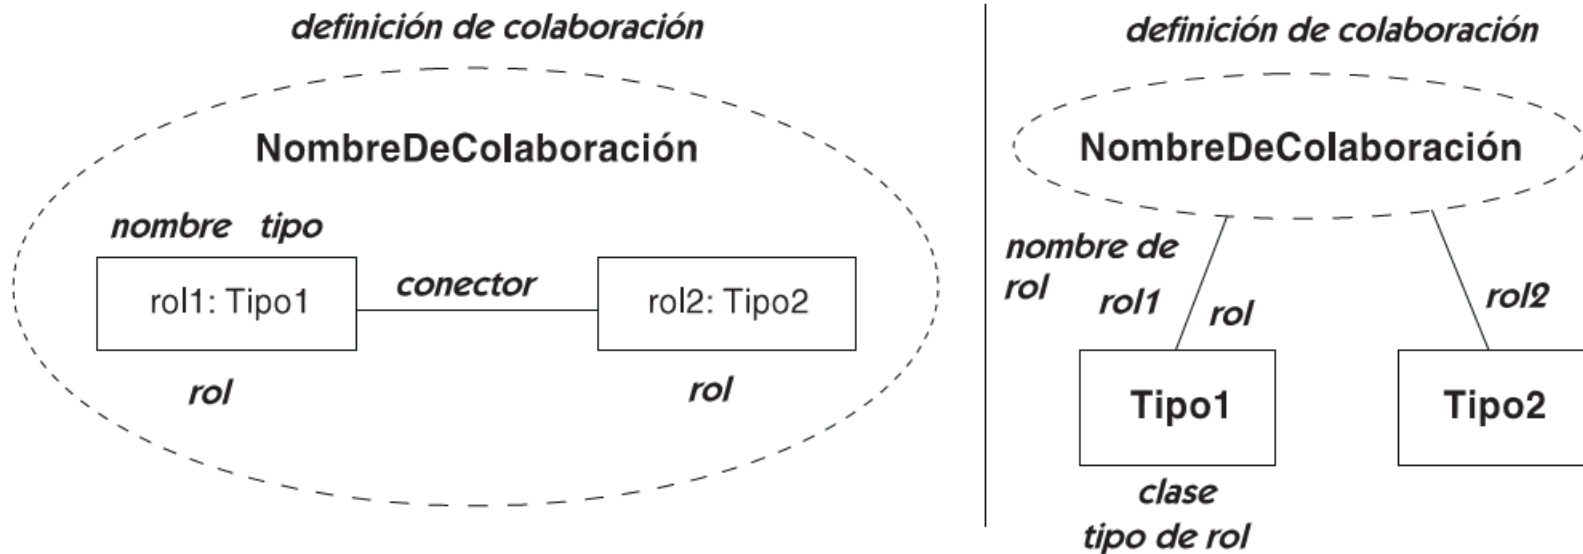 definición de colaboración
NombreDeColaboración
nombre tipo
rol1: Tipo1
conector
rol2: Tipo2
rol
rol
definición de colaboración
NombreDeColaboración
nombre de
rol
rol1
rol
rol2
Tipo1
Tipo2
clase
tipo de rol